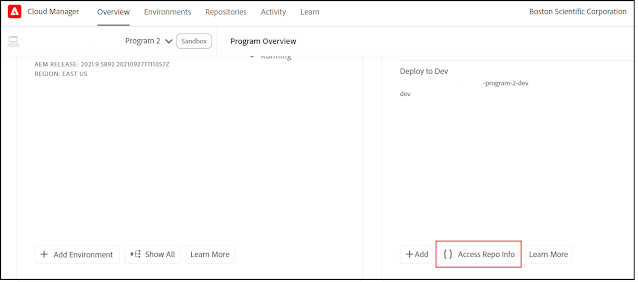 Cloud Manager Overview Environments Repositories Activity Learn Boston Scientific Corporation
Program 2 Sandbox Program Overview
Running
AEM RELEASE: 2021.9.5892.20210927T111057Z
REGION: EAST US
Deploy to Dev
-program-2-dev
dev
+ Add Environment Show All Learn More
+ Add { } Access Repo Info Learn More